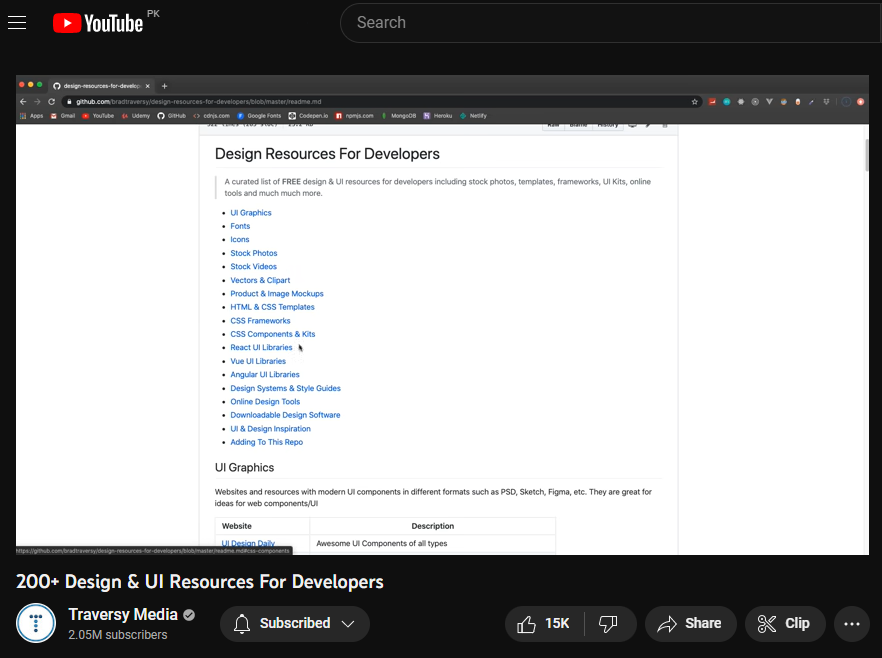 YouTube PK
Search
design-resources-for-develop
github.com/bradtraversy/design-resources-for-developers/blob/master/readme.md
Apps Gmail YouTube Udemy GitHub cdnjs.com Google Fonts Codepen.io npmjs.com MongoDB Heroku Netlify
Raw Blame History
Design Resources For Developers
A curated list of FREE design & UI resources for developers including stock photos, templates, frameworks, UI Kits, online
tools and much much more.
UI Graphics
Fonts
Icons
Stock Photos
Stock Videos
Vectors & Clipart
Product & Image Mockups
HTML & CSS Templates
CSS Frameworks
CSS Components & Kits
React UI Libraries
Vue UI Libraries
Angular UI Libraries
Design Systems & Style Guides
Online Design Tools
Downloadable Design Software
UI & Design Inspiration
Adding To This Repo
UI Graphics
Websites and resources with modern UI components in different formats such as PSD, Sketch, Figma, etc. They are great for
ideas for web components/UI
Website Description
UI Design Daily Awesome UI Components of all types
https://github.com/bradtraversy/design-resources-for-developers/blob/master/readme.md#css-components
200+ Design & UI Resources For Developers
Traversy Media
2.05M subscribers
Subscribed
15K
Share
Clip